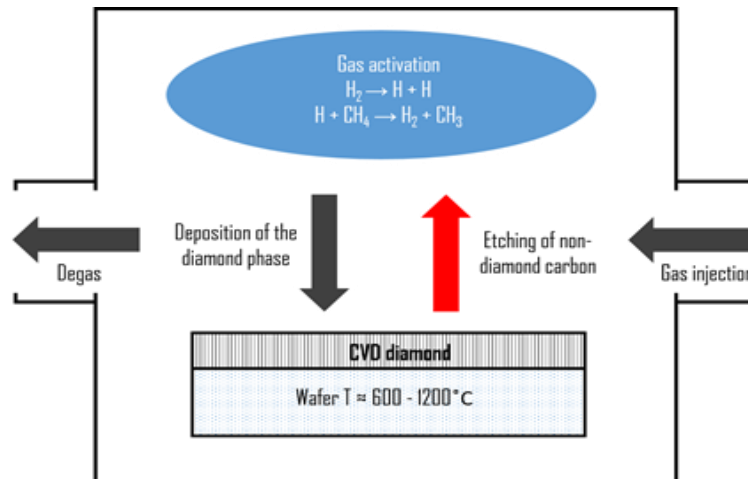 Gas activation
H₂ → H + H
H + CH₄ → H₂ + CH₃
Deposition of the
diamond phase
Etching of non-
diamond carbon
Degas
Gas injection
CVD diamond
Wafer T ≈ 600 - 1200°C